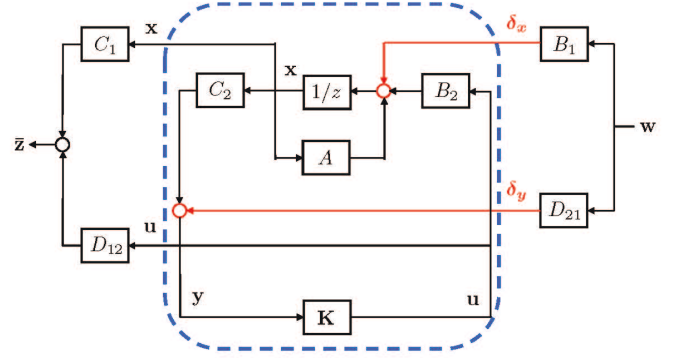 δx
C₁ x B₁
x
C₂ 1/z B₂
z̄ w
A
δy
D₂₁
u
D₁₂
y u
K